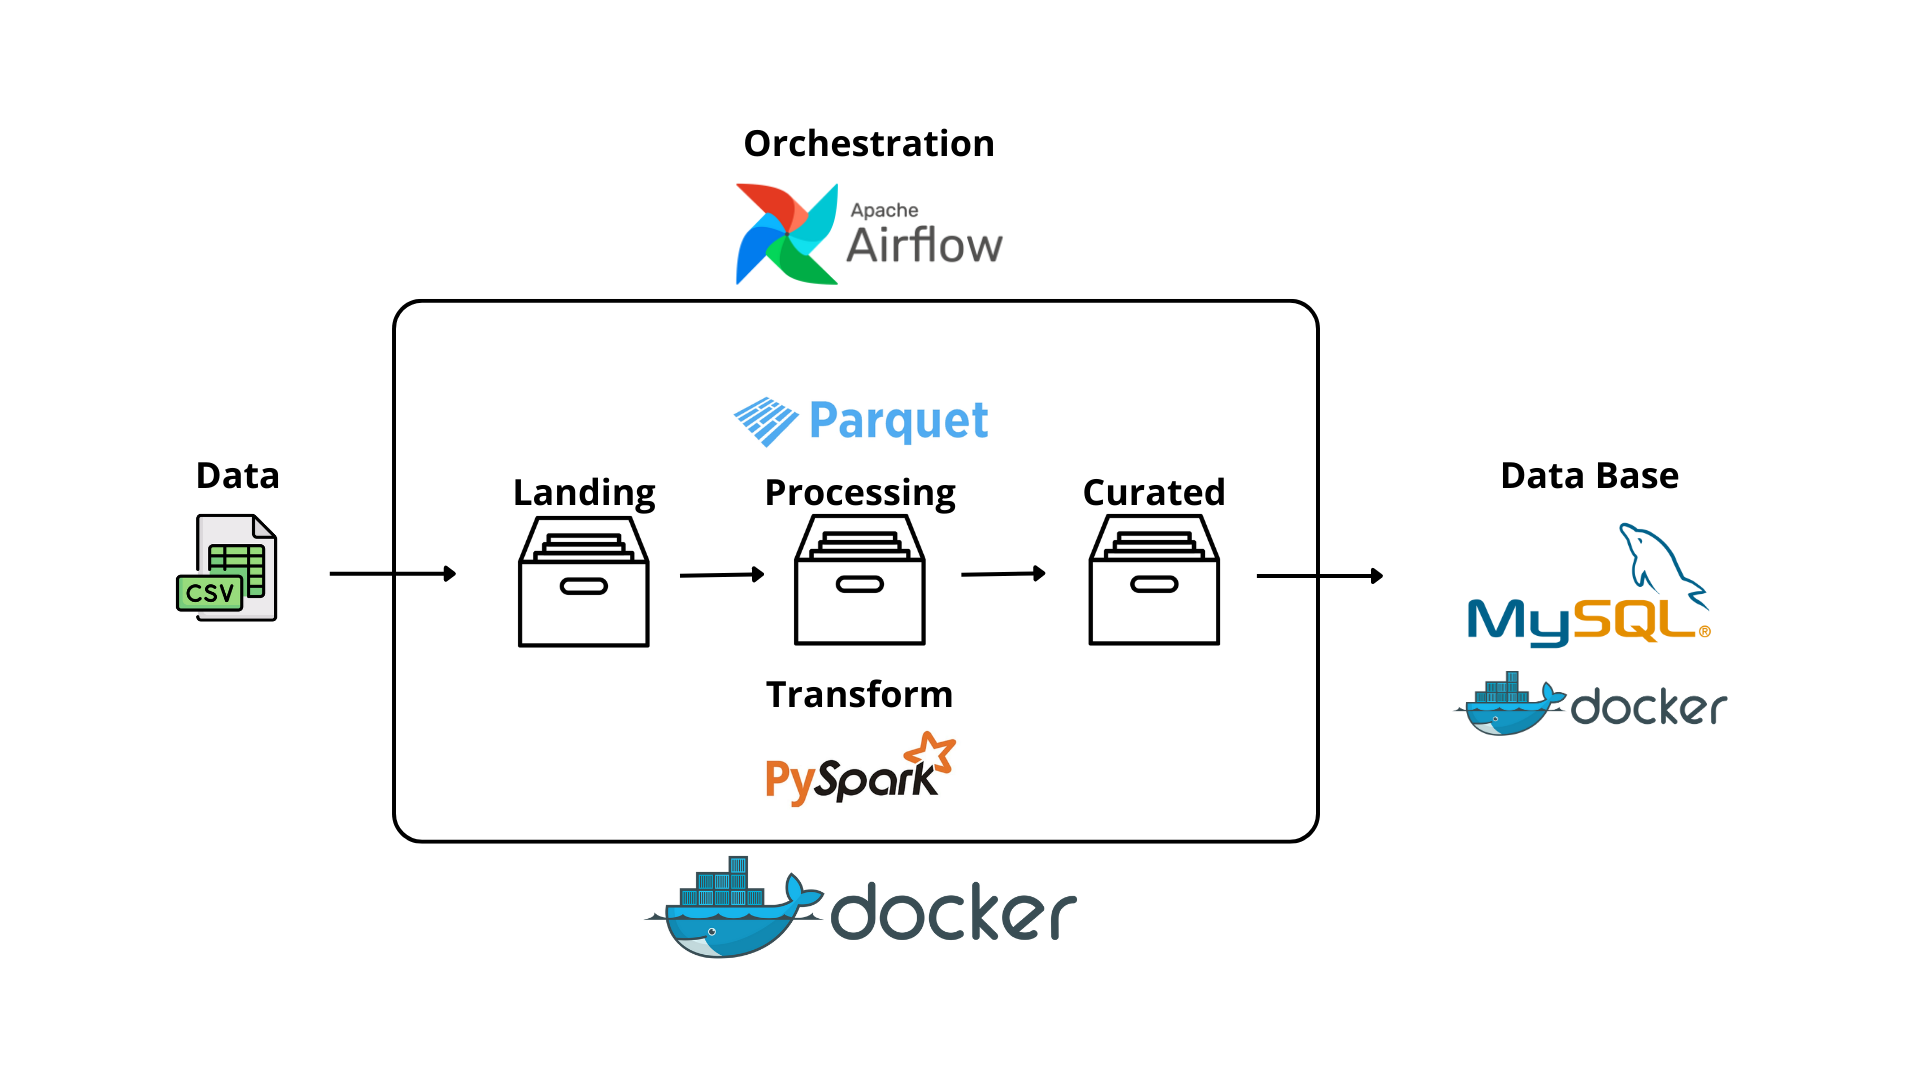 Orchestration
Apache
Airflow
Parquet
Data
CSV
Landing
Processing
Curated
Transform
PySpark
docker
Data Base
MySQL®
docker